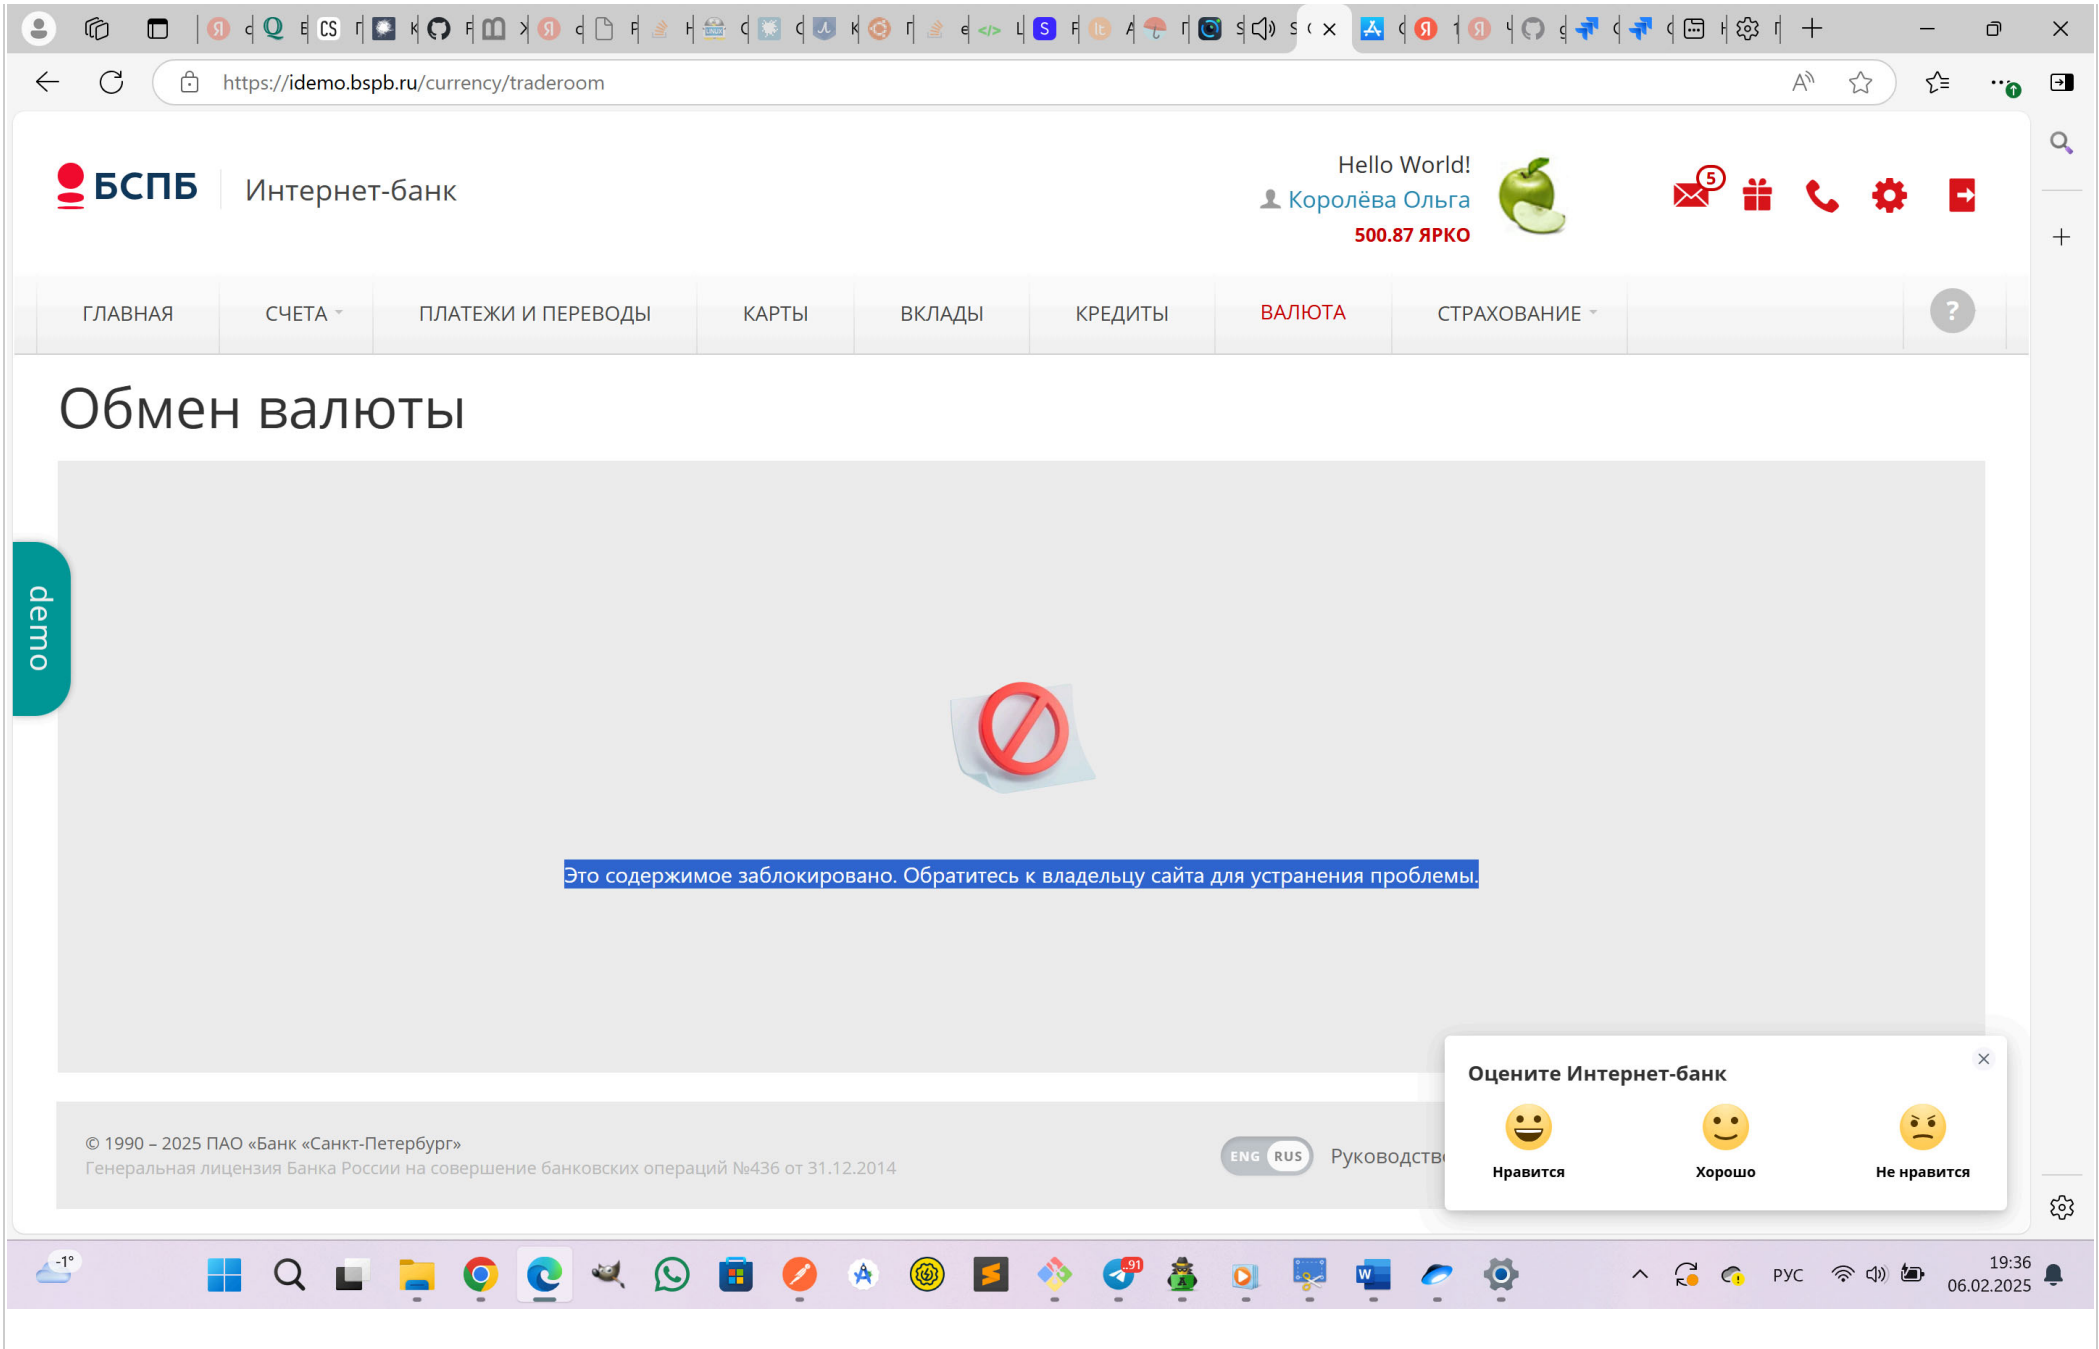 https://idemo.bspb.ru/currency/traderoom
БСПБ
Интернет-банк
Hello World!
Королёва Ольга
500.87 ЯРКО
5
ГЛАВНАЯ
СЧЕТА
ПЛАТЕЖИ И ПЕРЕВОДЫ
КАРТЫ
ВКЛАДЫ
КРЕДИТЫ
ВАЛЮТА
СТРАХОВАНИЕ
?
Обмен валюты
demo
Это содержимое заблокировано. Обратитесь к владельцу сайта для устранения проблемы.
Оцените Интернет-банк
Нравится
Хорошо
Не нравится
© 1990 – 2025 ПАО «Банк «Санкт-Петербург»
Генеральная лицензия Банка России на совершение банковских операций №436 от 31.12.2014
ENG RUS
-1°
91
РУС
19:36
06.02.2025